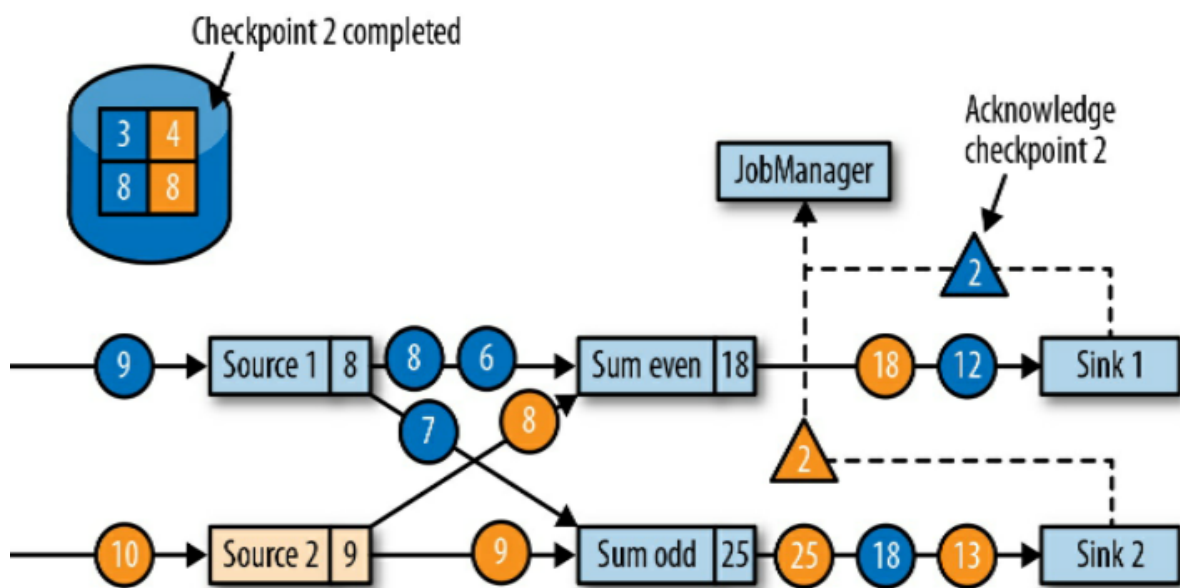 Checkpoint 2 completed
3 4
8 8
Acknowledge
checkpoint 2
JobManager
2
9
Source 1 8
8
6
Sum even 18
18
12
Sink 1
7
8
2
10
Source 2 9
9
Sum odd 25
25
18
13
Sink 2